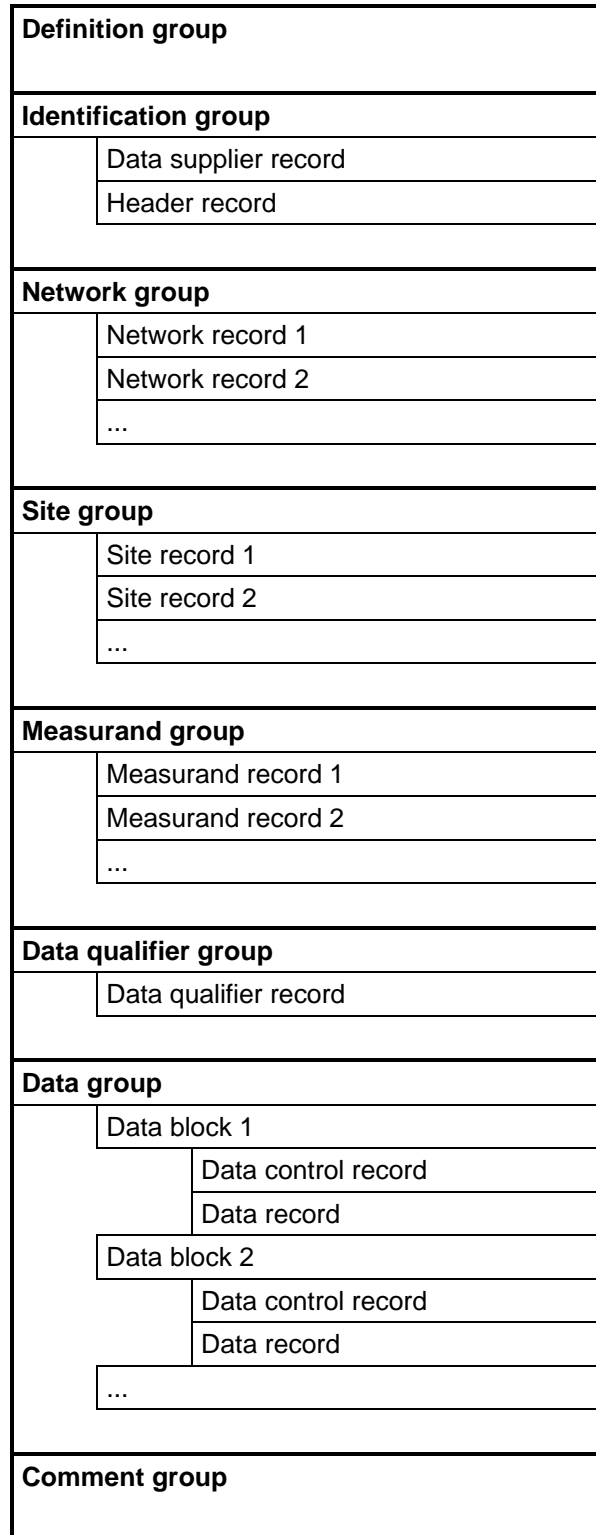 Definition group
Identification group
Data supplier record
Header record
Network group
Network record 1
Network record 2
...
Site group
Site record 1
Site record 2
...
Measurand group
Measurand record 1
Measurand record 2
...
Data qualifier group
Data qualifier record
Data group
Data block 1
Data control record
Data record
Data block 2
Data control record
Data record
...
Comment group